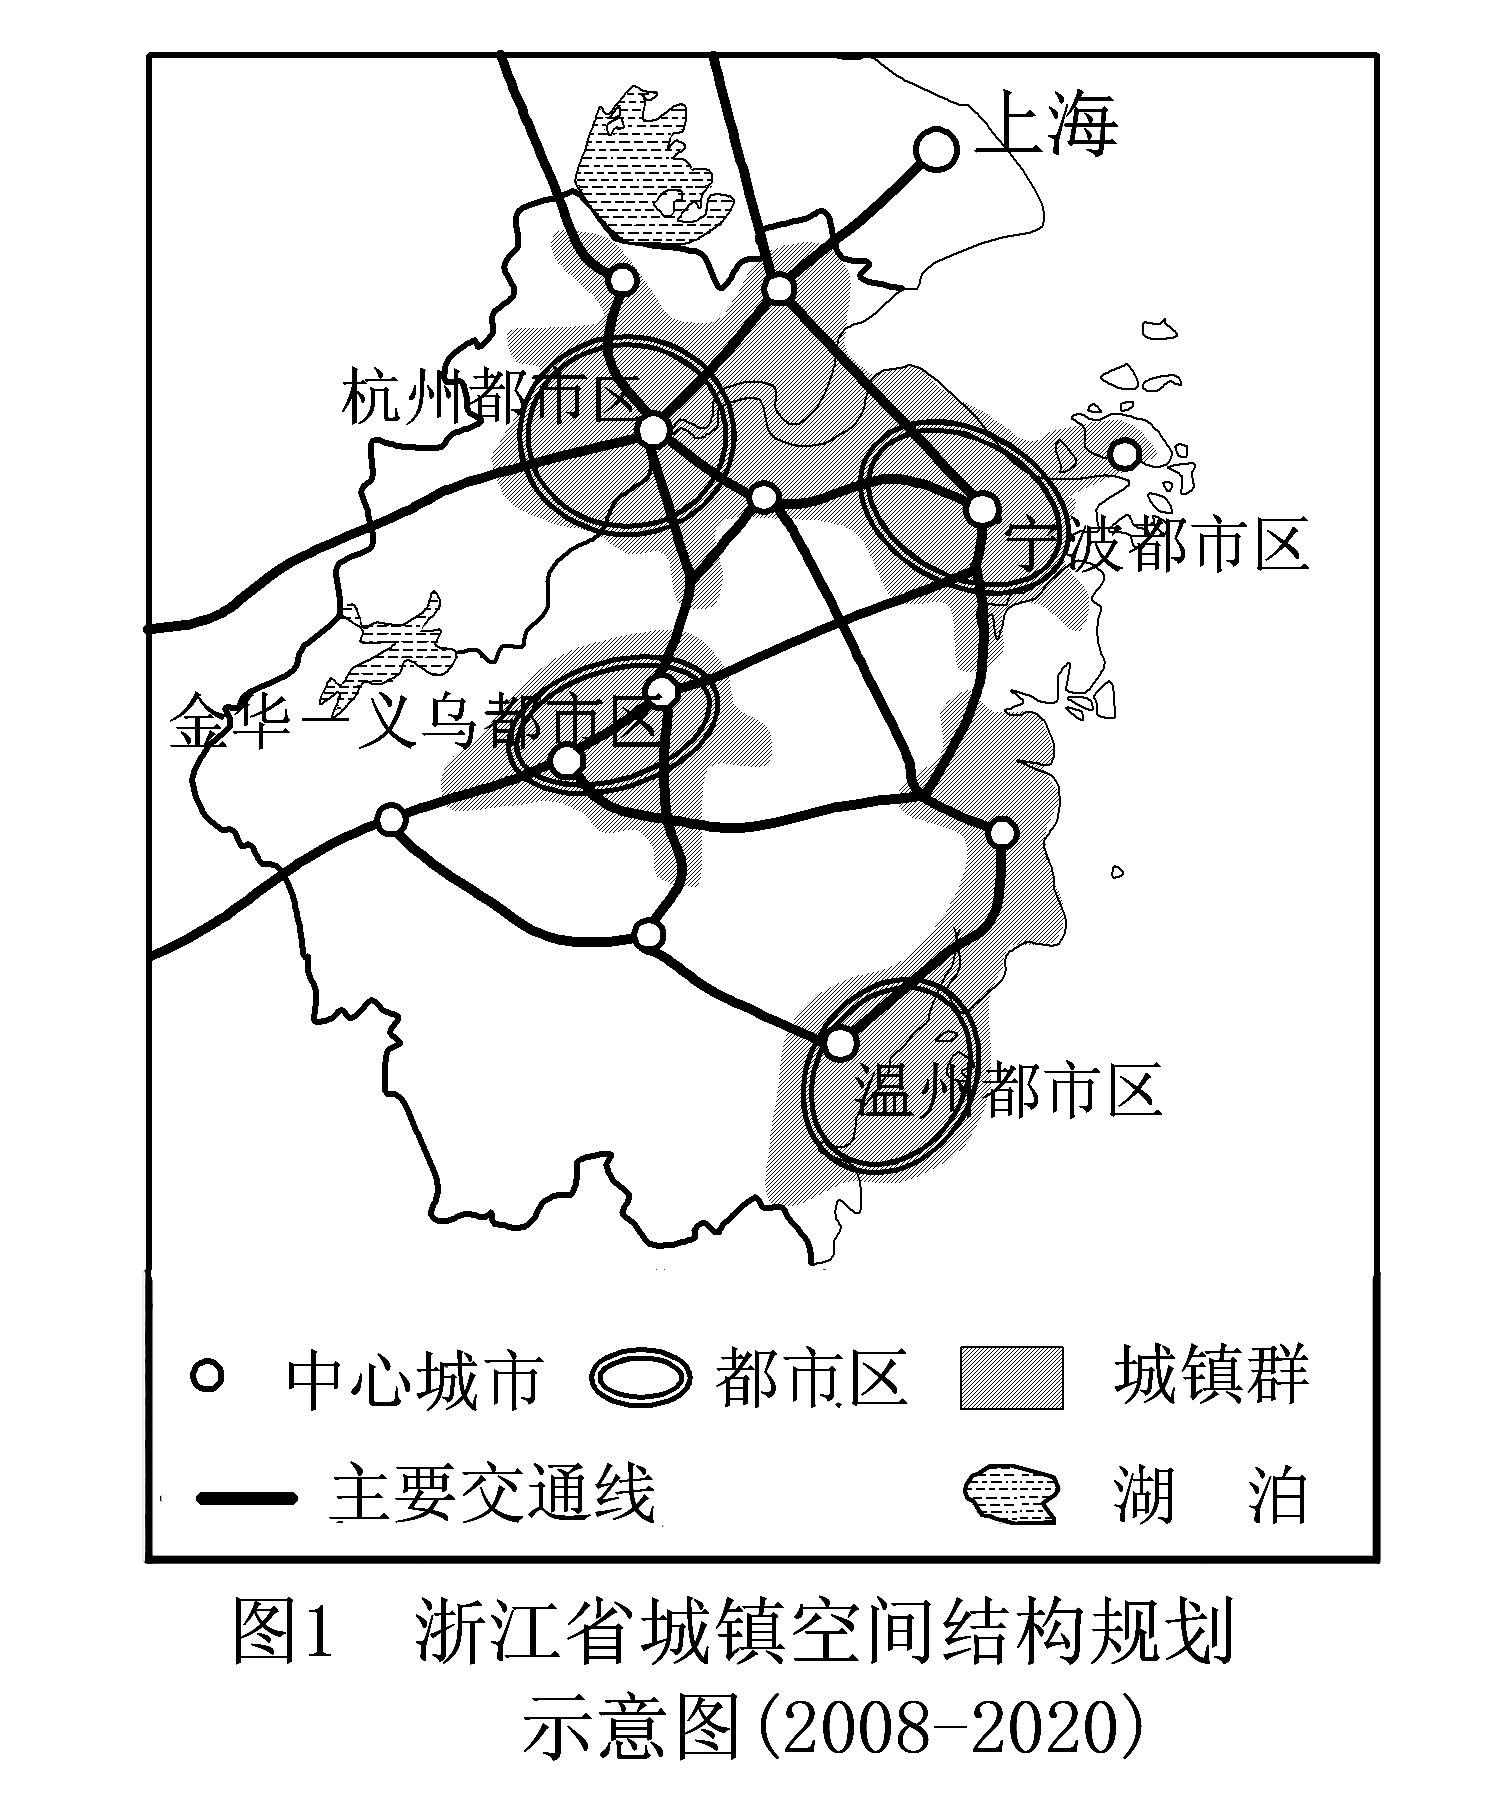 上海
杭州都市区
宁波都市区
金华—义乌都市区
温州都市区
中心城市
都市区
城镇群
主要交通线
湖 泊
图1 浙江省城镇空间结构规划
示意图(2008-2020)